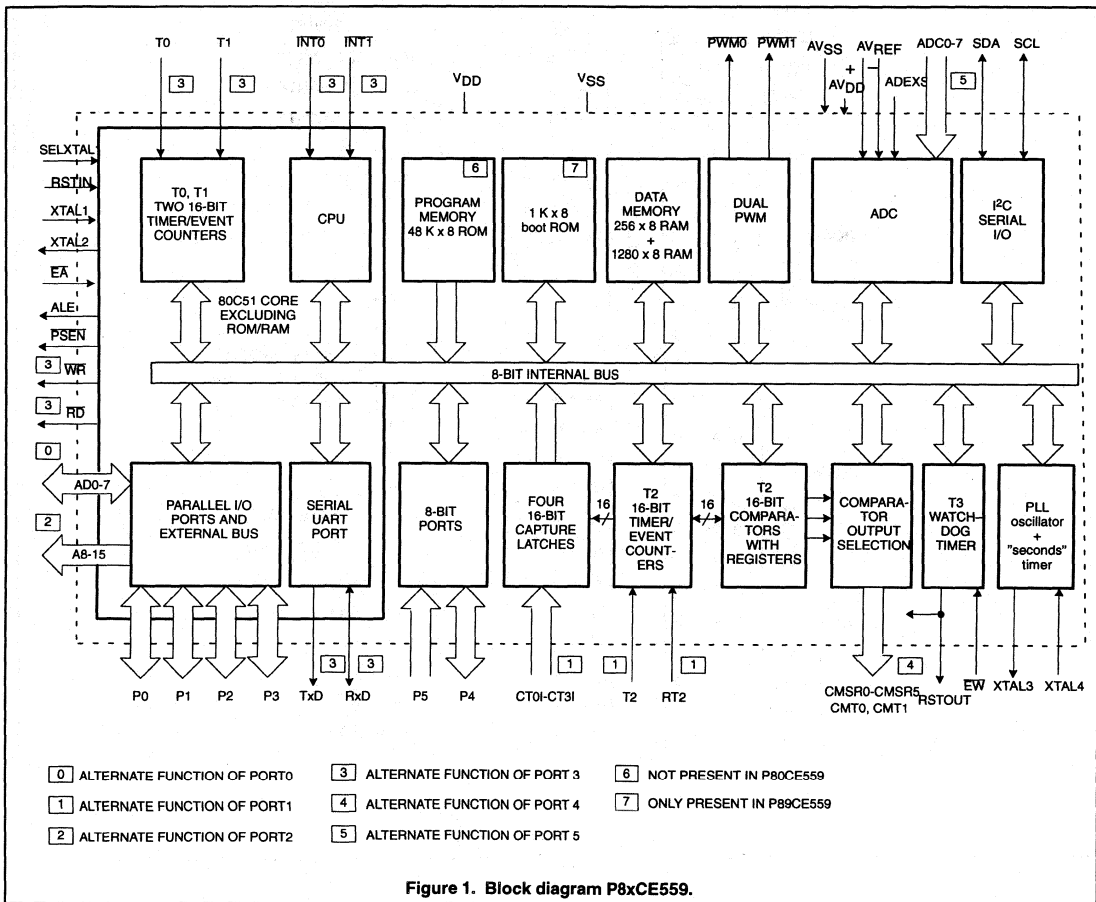 T0 T1 INT0 INT1 PWM0 PWM1 AVSS AVREF ADC0-7 SDA SCL
3 3 3 3 VDD VSS + − AVDD ADEXS 5
SELXTAL1
RSTIN
XTAL1
XTAL2
EA
ALE
PSEN
3 WR
3 RD
0
AD0-7
2
A8-15
T0, T1
TWO 16-BIT
TIMER/EVENT
COUNTERS
CPU
6
PROGRAM
MEMORY
48 K x 8 ROM
7
1 K x 8
boot ROM
DATA
MEMORY
256 x 8 RAM
+
1280 x 8 RAM
DUAL
PWM
ADC
I2C
SERIAL
I/O
80C51 CORE
EXCLUDING
ROM/RAM
8-BIT INTERNAL BUS
PARALLEL I/O
PORTS AND
EXTERNAL BUS
SERIAL
UART
PORT
8-BIT
PORTS
FOUR
16-BIT
CAPTURE
LATCHES
16
T2
16-BIT
TIMER/
EVENT
COUNT-
ERS
16
T2
16-BIT
COMPARA-
TORS
WITH
REGISTERS
COMPARA-
TOR
OUTPUT
SELECTION
T3
WATCH-
DOG
TIMER
PLL
oscillator
+
"seconds"
timer
3 3 1 1 1 4
P0 P1 P2 P3 TxD RxD P5 P4 CT0I-CT3I T2 RT2 CMSR0-CMSR5
CMT0, CMT1 RSTOUT EW XTAL3 XTAL4
0 ALTERNATE FUNCTION OF PORT0
1 ALTERNATE FUNCTION OF PORT1
2 ALTERNATE FUNCTION OF PORT2
3 ALTERNATE FUNCTION OF PORT 3
4 ALTERNATE FUNCTION OF PORT 4
5 ALTERNATE FUNCTION OF PORT 5
6 NOT PRESENT IN P80CE559
7 ONLY PRESENT IN P89CE559
Figure 1. Block diagram P8xCE559.